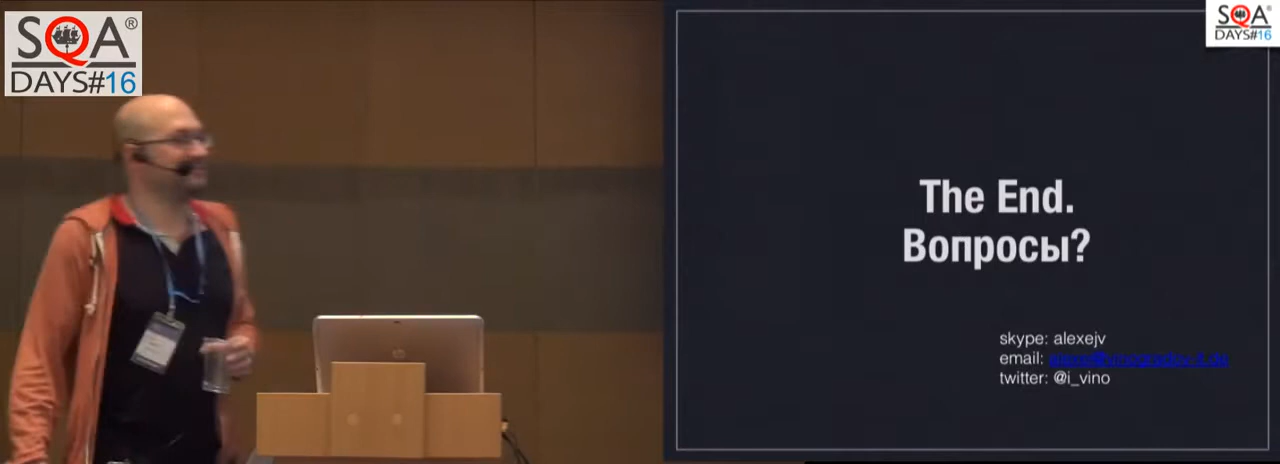 SQA®
DAYS#16
The End.
Вопросы?
skype: alexejv
email:
twitter: @i_vino
SQA®
DAYS#16